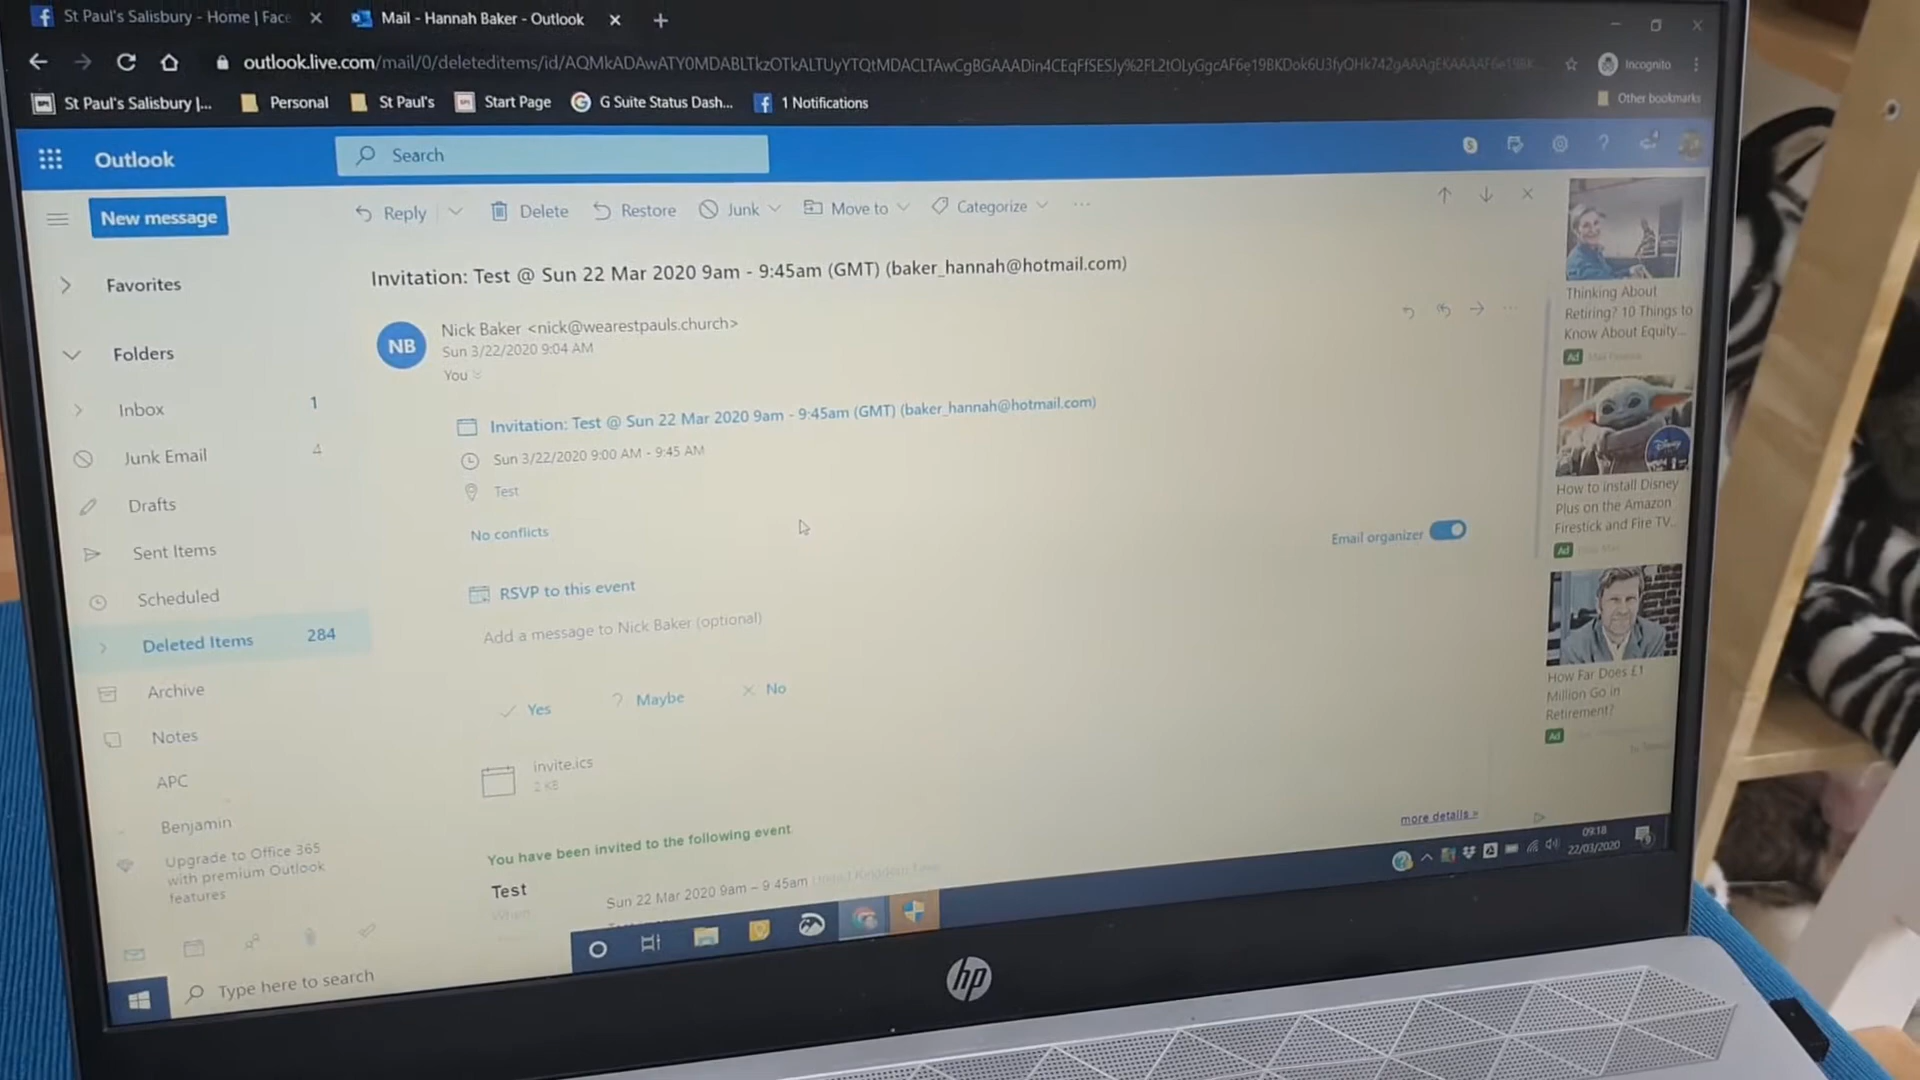 St Paul's Salisbury - Home | Face
Mail - Hannah Baker - Outlook
Incognito
St Paul's Salisbury |...
Personal
St Paul's
Start Page
G Suite Status Dash...
1 Notifications
Other bookmarks
Outlook
Search
New message
Reply
Delete
Restore
Junk
Move to
Categorize
Favorites
Folders
Inbox 1
Junk Email 4
Drafts
Sent Items
Scheduled
Deleted Items 284
Archive
Notes
APC
Benjamin
Upgrade to Office 365
with premium Outlook
features
Invitation: Test @ Sun 22 Mar 2020 9am - 9:45am (GMT) (baker_hannah@hotmail.com)
NB
Nick Baker <nick@wearestpauls.church>
Sun 3/22/2020 9:04 AM
You
Invitation: Test @ Sun 22 Mar 2020 9am - 9:45am (GMT) (baker_hannah@hotmail.com)
Sun 3/22/2020 9:00 AM - 9:45 AM
Test
No conflicts
Email organizer
RSVP to this event
Add a message to Nick Baker (optional)
Yes
? Maybe
No
invite.ics
2 KB
You have been invited to the following event
more details »
Test
When
Sun 22 Mar 2020 9am – 9:45am United Kingdom Time
Thinking About
Retiring? 10 Things to
Know About Equity...
Ad
Disney
How to install Disney
Plus on the Amazon
Firestick and Fire TV...
Ad
How Far Does £1
Million Go in
Retirement?
Ad
09:18
22/03/2020
Type here to search
hp